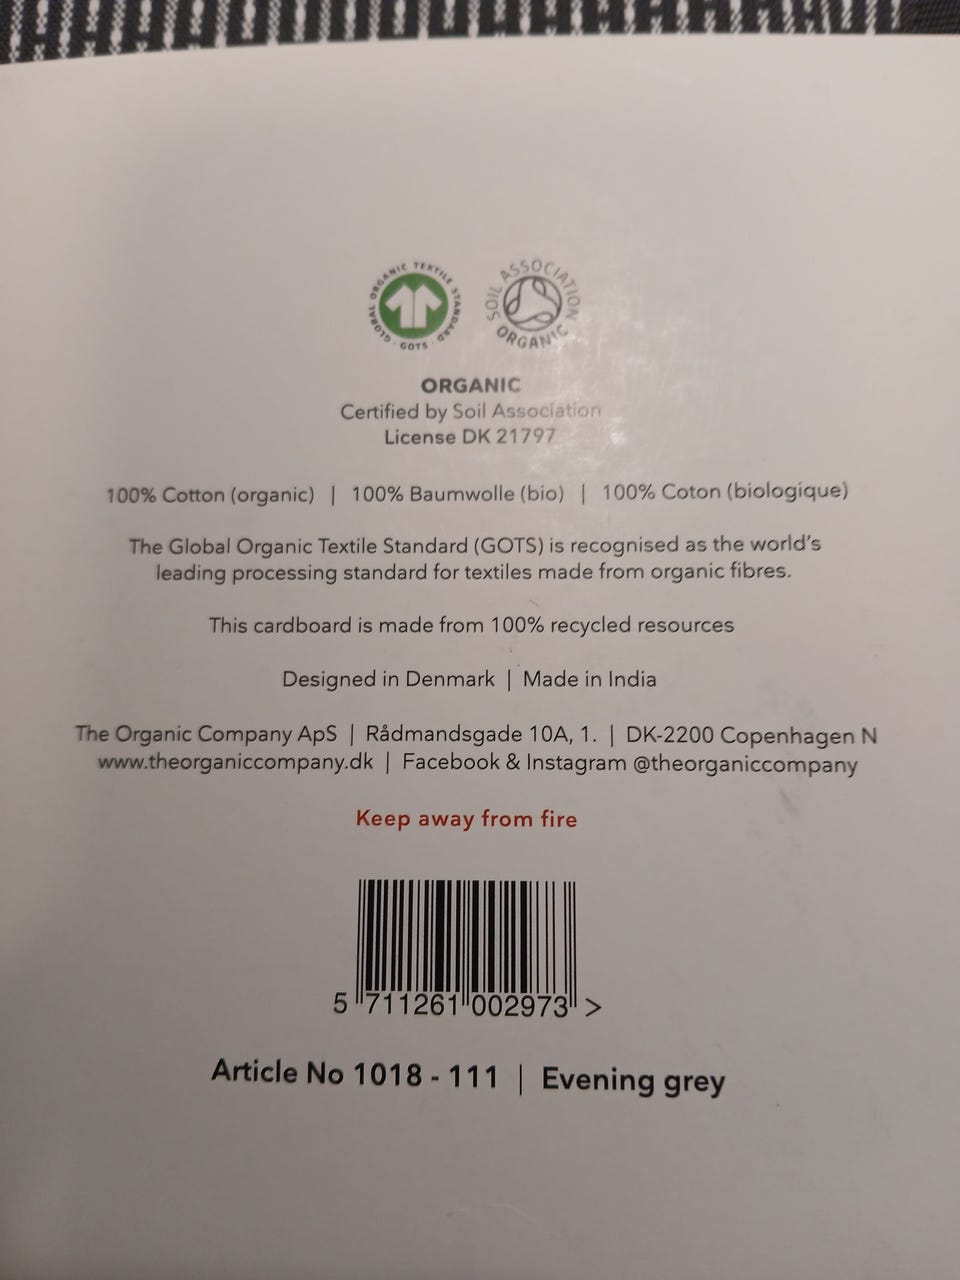 GLOBAL ORGANIC TEXTILE STANDARD · GOTS ·
SOIL ASSOCIATION ORGANIC
ORGANIC
Certified by Soil Association
License DK 21797
100% Cotton (organic) | 100% Baumwolle (bio) | 100% Coton (biologique)
The Global Organic Textile Standard (GOTS) is recognised as the world's
leading processing standard for textiles made from organic fibres.
This cardboard is made from 100% recycled resources
Designed in Denmark | Made in India
The Organic Company ApS | Rådmandsgade 10A, 1. | DK-2200 Copenhagen N
www.theorganiccompany.dk | Facebook & Instagram @theorganiccompany
Keep away from fire
5 711261 002973 >
Article No 1018 - 111 | Evening grey